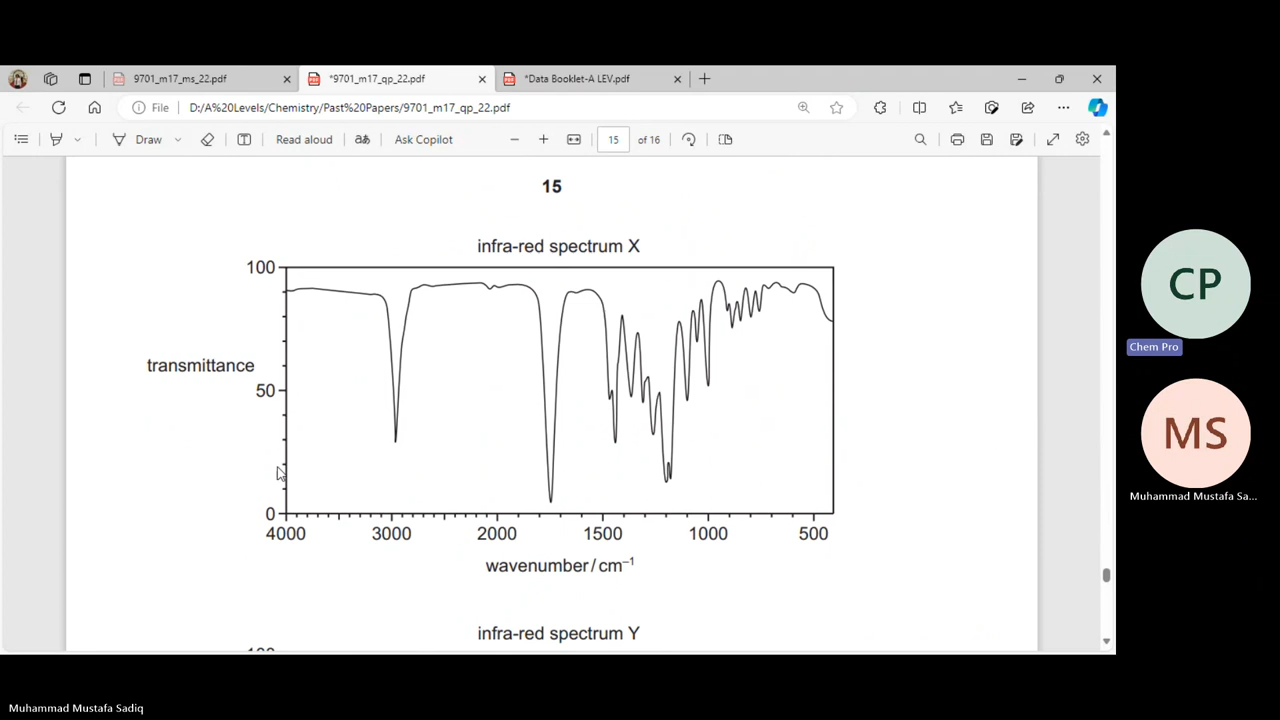 9701_m17_ms_22.pdf
*9701_m17_qp_22.pdf
*Data Booklet-A LEV.pdf
File D:/A%20Levels/Chemistry/Past%20Papers/9701_m17_qp_22.pdf
Draw
Read aloud
Ask Copilot
15 of 16
15
infra-red spectrum X
100
transmittance
50
0
4000 3000 2000 1500 1000 500
wavenumber / cm⁻¹
infra-red spectrum Y
CP
Chem Pro
MS
Muhammad Mustafa Sa...
Muhammad Mustafa Sadiq